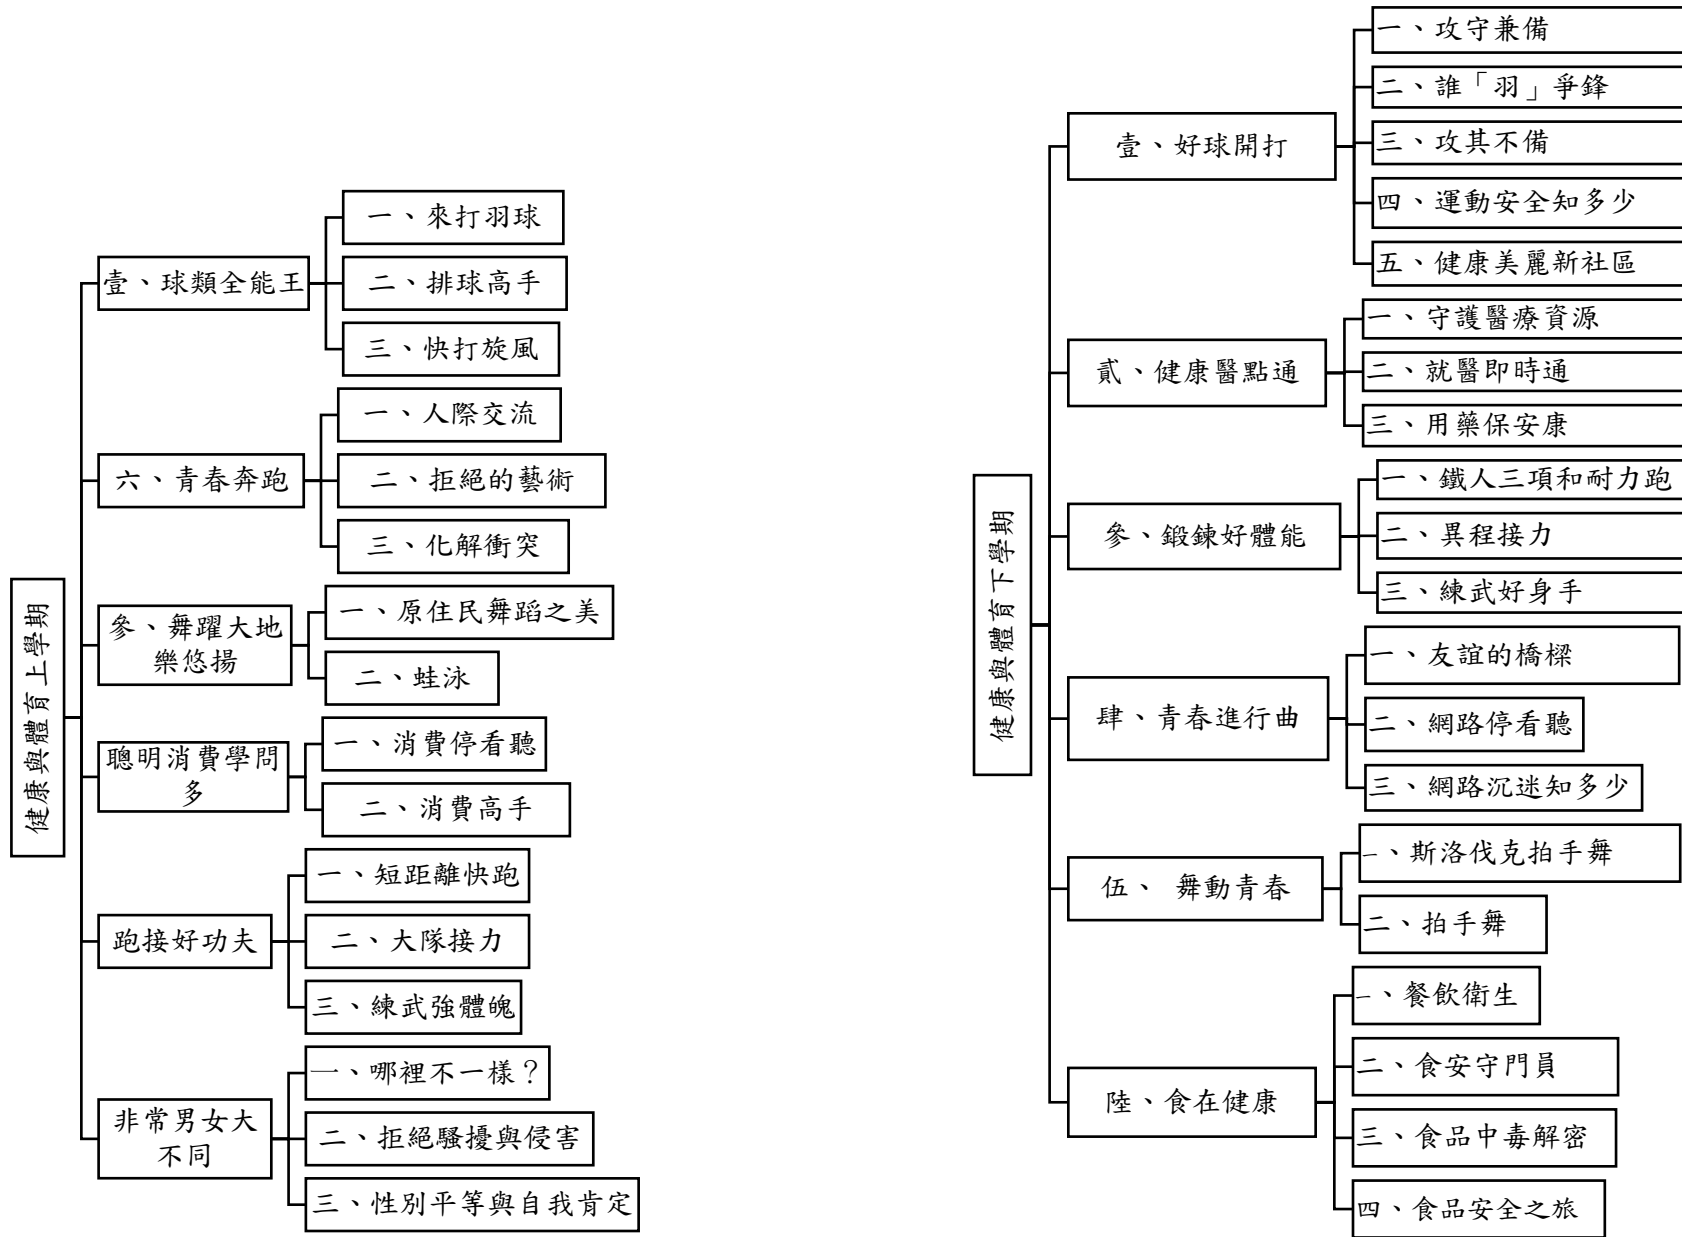 健康與體育上學期
壹、球類全能王
一、來打羽球
二、排球高手
三、快打旋風
六、青春奔跑
一、人際交流
二、拒絕的藝術
三、化解衝突
參、舞躍大地
樂悠揚
一、原住民舞蹈之美
二、蛙泳
聰明消費學問
多
一、消費停看聽
二、消費高手
跑接好功夫
一、短距離快跑
二、大隊接力
三、練武強體魄
非常男女大
不同
一、哪裡不一樣？
二、拒絕騷擾與侵害
三、性別平等與自我肯定
健康與體育下學期
壹、好球開打
一、攻守兼備
二、誰「羽」爭鋒
三、攻其不備
四、運動安全知多少
五、健康美麗新社區
貳、健康醫點通
一、守護醫療資源
二、就醫即時通
三、用藥保安康
參、鍛鍊好體能
一、鐵人三項和耐力跑
二、異程接力
三、練武好身手
肆、青春進行曲
一、友誼的橋樑
二、網路停看聽
三、網路沉迷知多少
伍、 舞動青春
一、斯洛伐克拍手舞
二、拍手舞
陸、食在健康
一、餐飲衛生
二、食安守門員
三、食品中毒解密
四、食品安全之旅